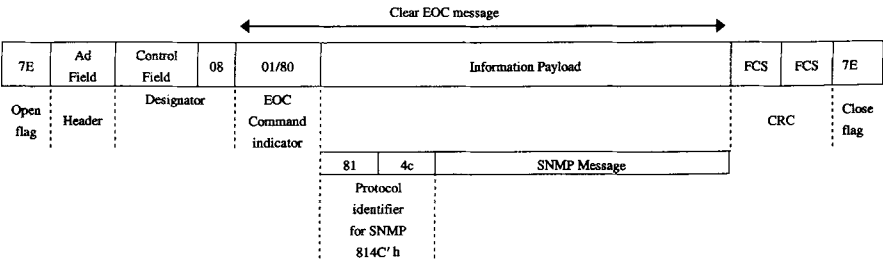 Clear EOC message
7E Ad Field Control Field 08 01/80 Information Payload FCS FCS 7E
Open flag Header Designator EOC Command indicator CRC Close flag
81 4c SNMP Message
Protocol
identifier
for SNMP
814C' h